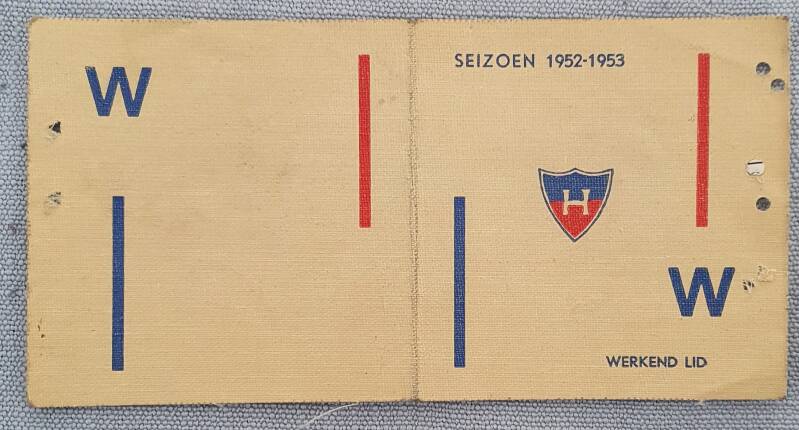 W
SEIZOEN 1952-1953
H
W
WERKEND LID